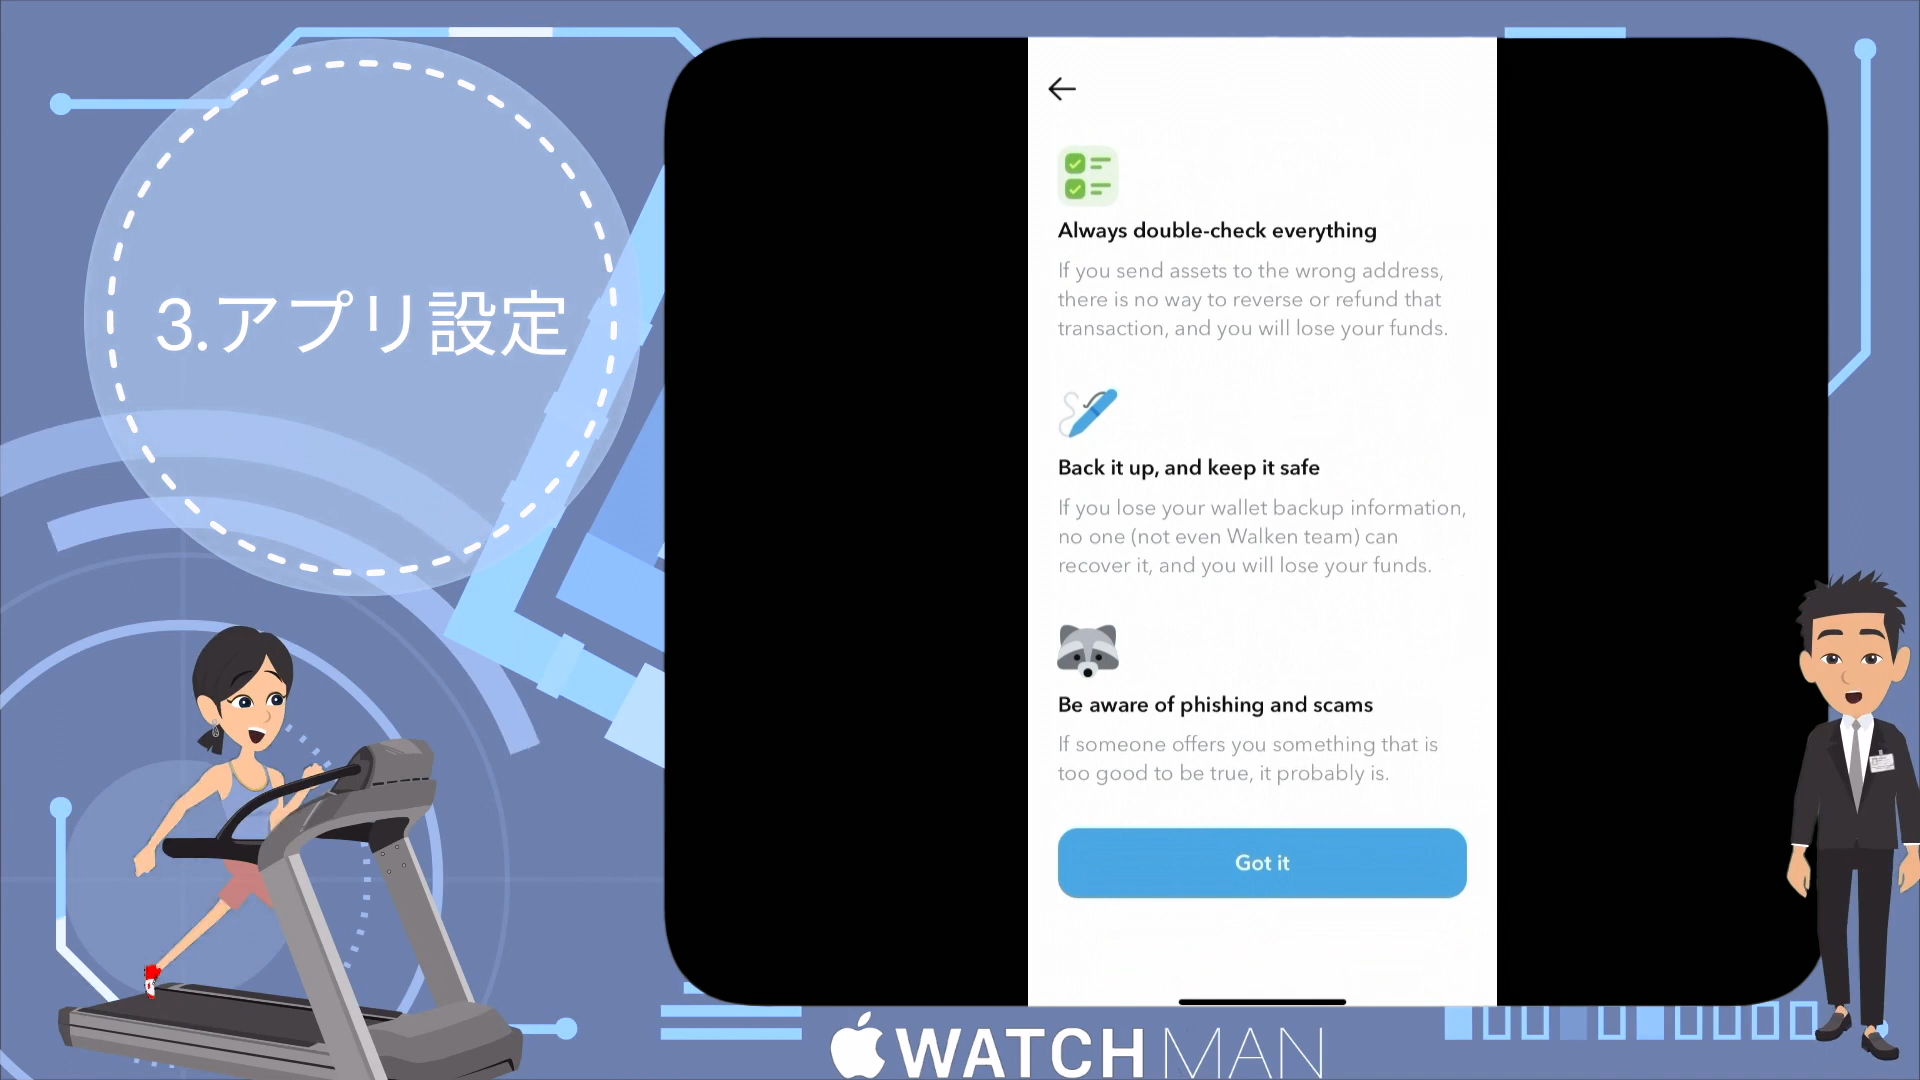 3.アプリ設定
Always double-check everything
If you send assets to the wrong address,
there is no way to reverse or refund that
transaction, and you will lose your funds.
Back it up, and keep it safe
If you lose your wallet backup information,
no one (not even Walken team) can
recover it, and you will lose your funds.
Be aware of phishing and scams
If someone offers you something that is
too good to be true, it probably is.
Got it
WATCH MAN